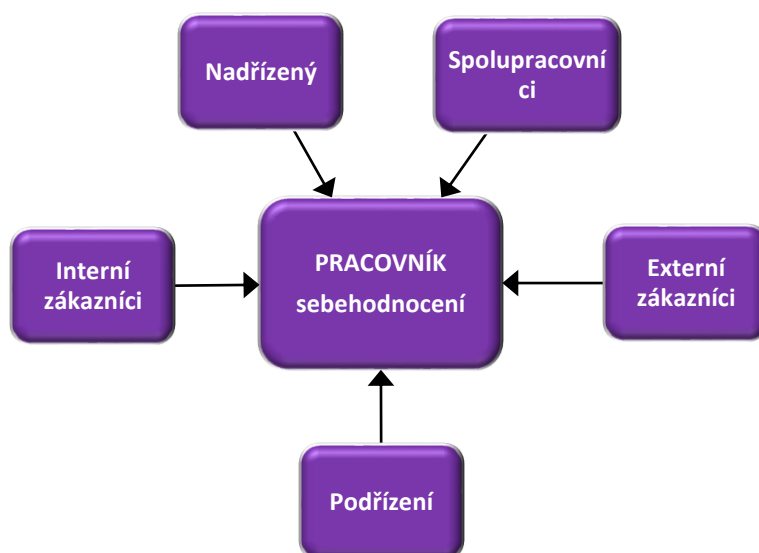 Nadřízený
Spolupracovní
ci
Interní
zákazníci
PRACOVNÍK
sebehodnocení
Externí
zákazníci
Podřízení